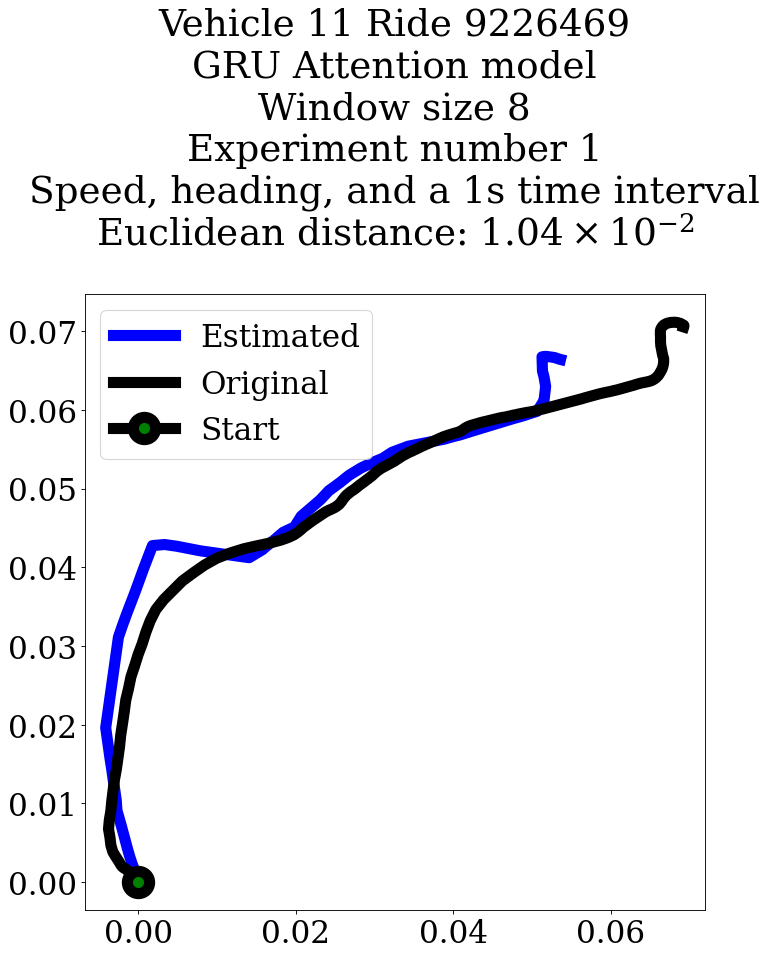 Vehicle 11 Ride 9226469
GRU Attention model
Window size 8
Experiment number 1
Speed, heading, and a 1s time interval
Euclidean distance: 1.04 × 10⁻²
Estimated
Original
Start
0.07
0.06
0.05
0.04
0.03
0.02
0.01
0.00
0.00 0.02 0.04 0.06